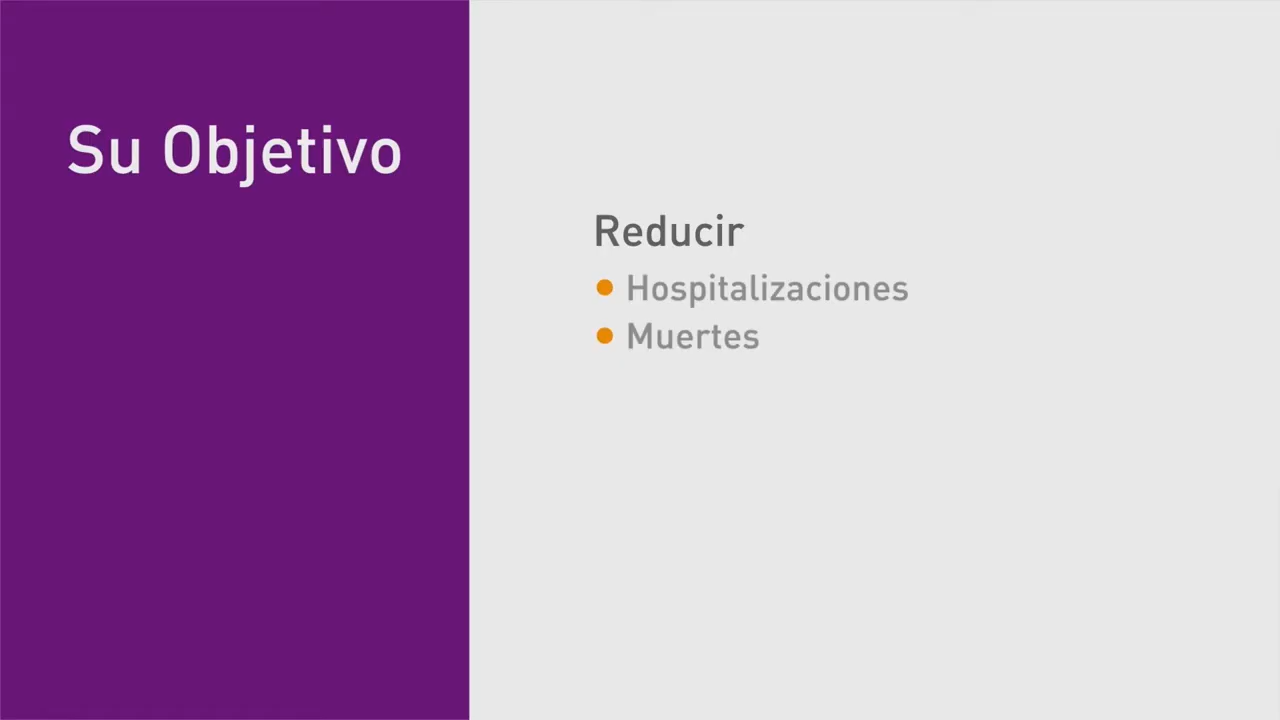 Su Objetivo
Reducir
• Hospitalizaciones
• Muertes